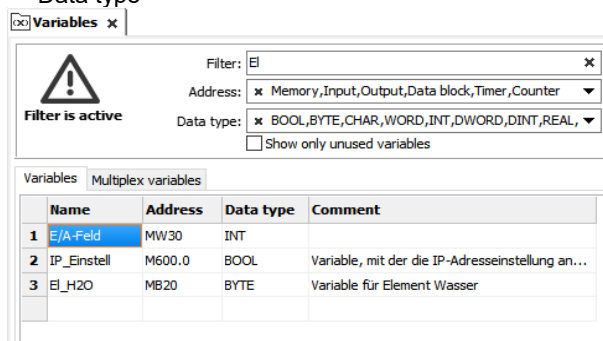 Data type
Variables x
Filter: El
Address: x Memory,Input,Output,Data block,Timer,Counter
Filter is active
Data type: x BOOL,BYTE,CHAR,WORD,INT,DWORD,DINT,REAL,
Show only unused variables
Variables Multiplex variables
Name Address Data type Comment
1 E/A-Feld MW30 INT
2 IP_Einstell M600.0 BOOL Variable, mit der die IP-Adresseinstellung an...
3 El_H2O MB20 BYTE Variable für Element Wasser